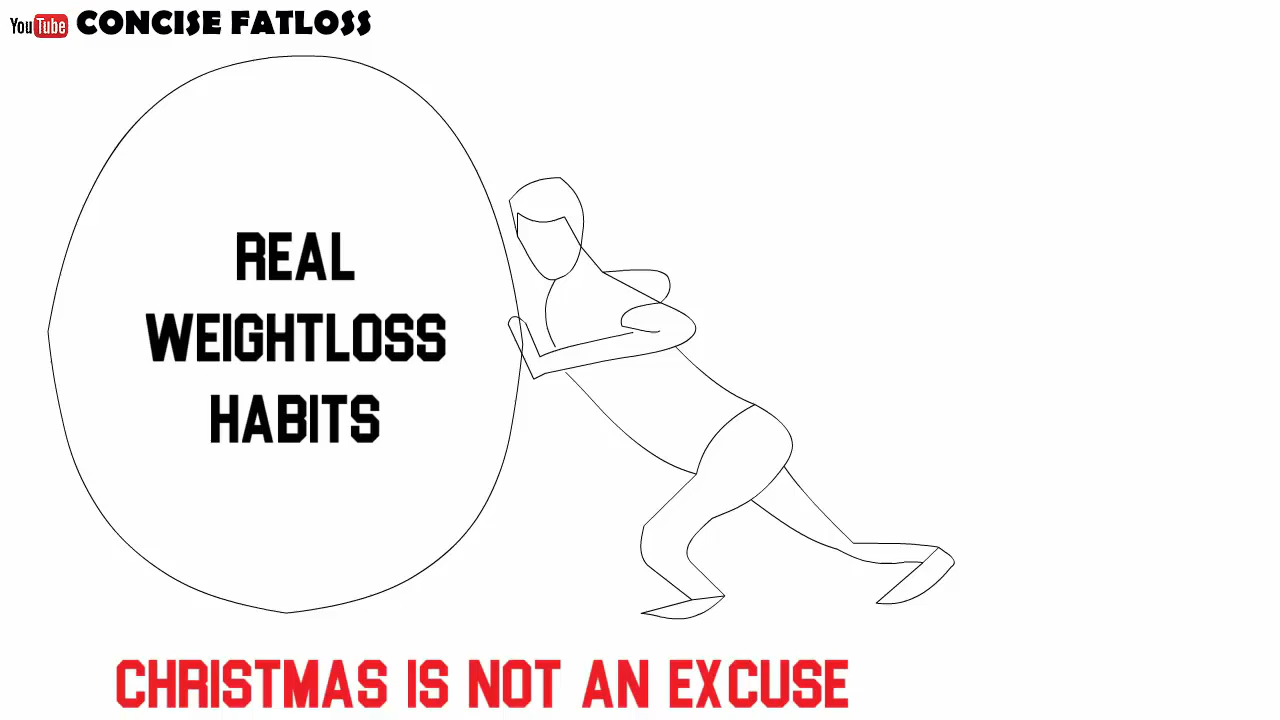 YouTube CONCISE FATLOSS
REAL
WEIGHTLOSS
HABITS
CHRISTMAS IS NOT AN EXCUSE